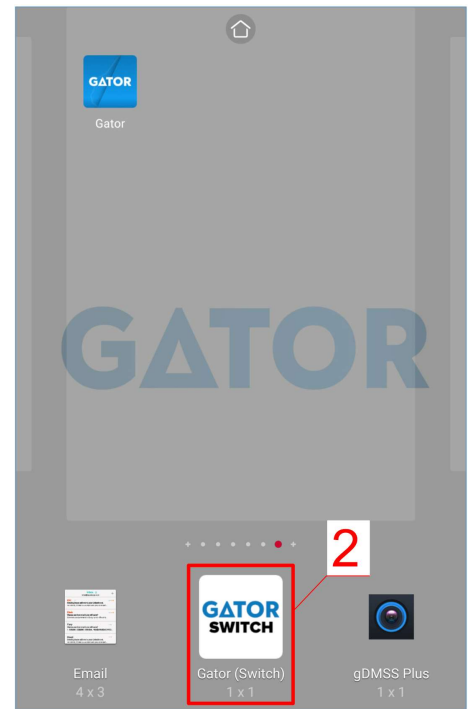 GATOR
Gator
GATOR
2
GATOR
SWITCH
Email
4 x 3
Gator (Switch)
1 x 1
gDMSS Plus
1 x 1